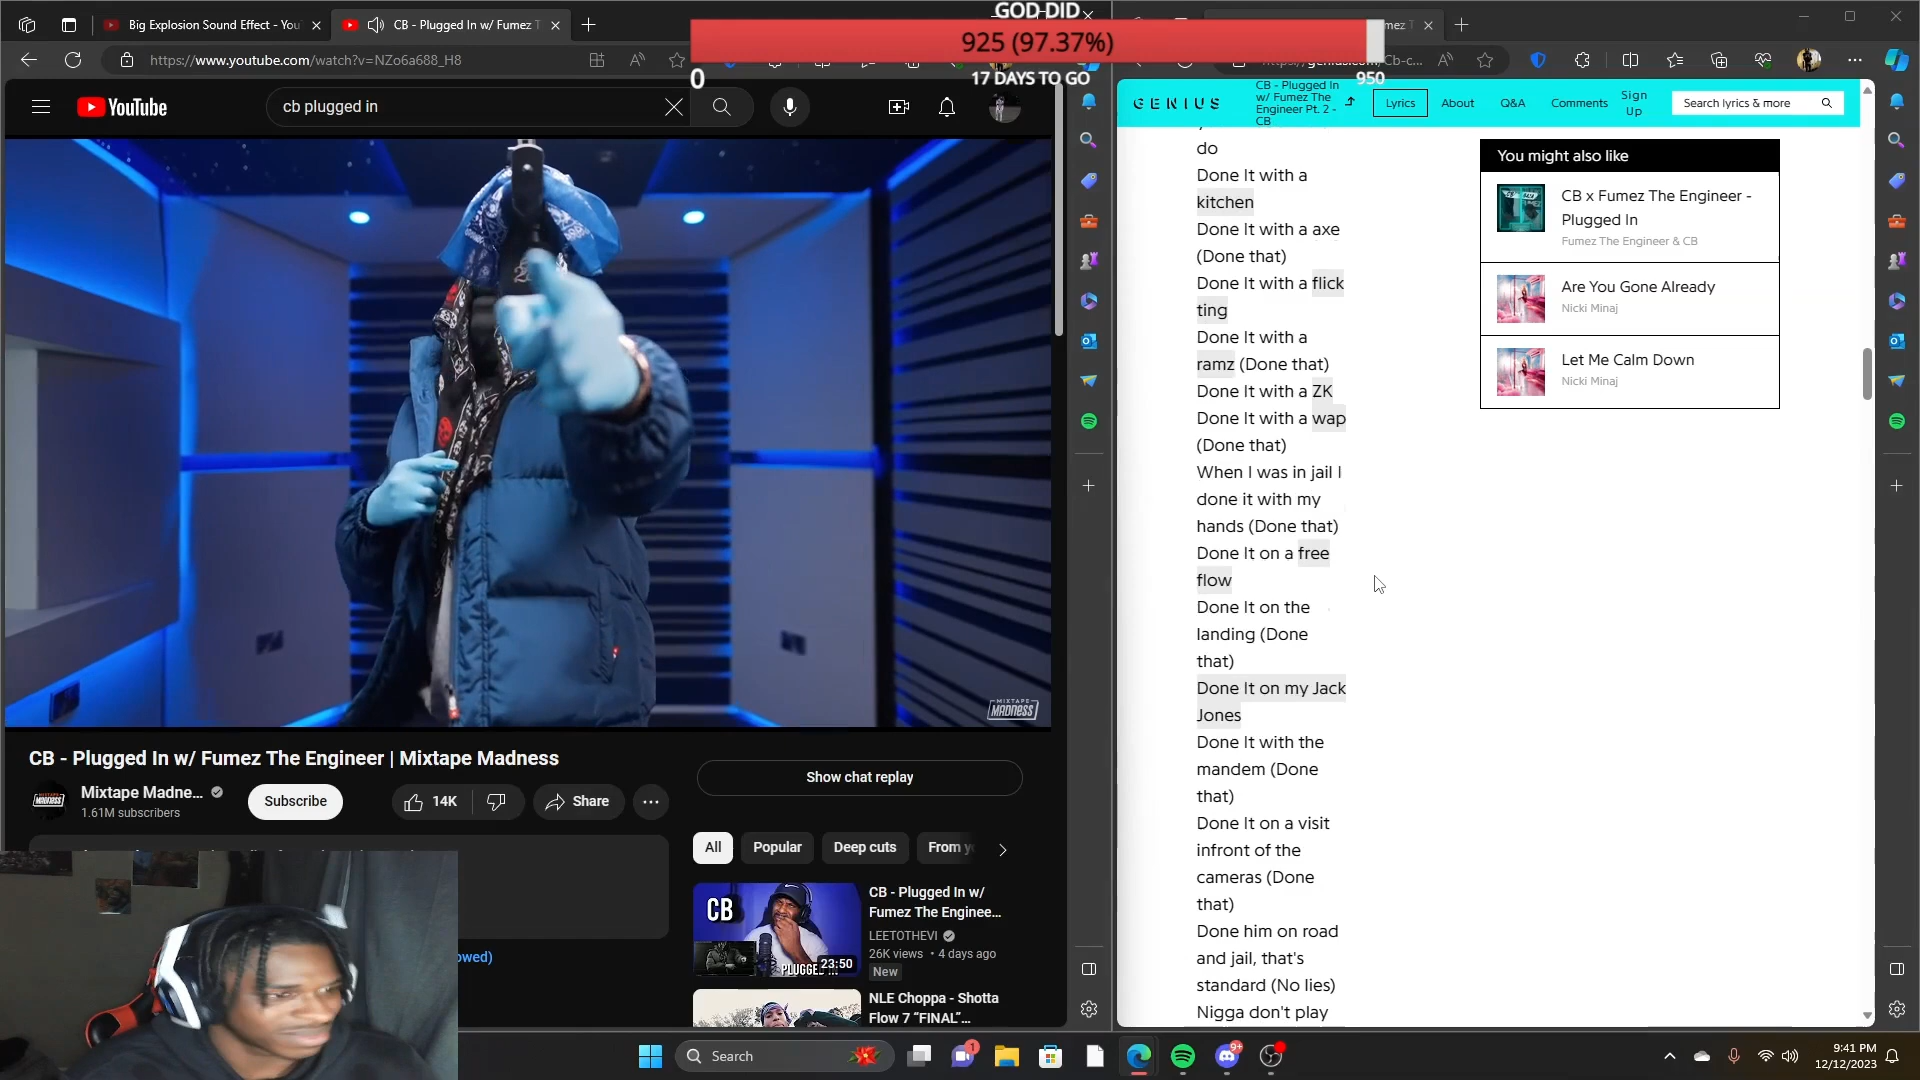 Big Explosion Sound Effect - You
CB - Plugged In w/ Fumez T
GOD DID
925 (97.37%)
0
17 DAYS TO GO
950
https://www.youtube.com/watch?v=NZo6a688_H8
YouTube
cb plugged in
MIXTAPE
MADNESS
CB - Plugged In w/ Fumez The Engineer | Mixtape Madness
Mixtape Madne...
1.61M subscribers
Subscribe
14K
Share
Show chat replay
All
Popular
Deep cuts
From y
owed)
CB
PLUGGED
23:50
CB - Plugged In w/
Fumez The Enginee...
LEETOTHEVI
26K views • 4 days ago
New
NLE Choppa - Shotta
Flow 7 “FINAL”...
GENIUS
CB - Plugged In
w/ Fumez The
Engineer Pt. 2 -
CB
Lyrics
About
Q&A
Comments
Sign
Up
Search lyrics & more
do
Done It with a
kitchen
Done It with a axe
(Done that)
Done It with a flick
ting
Done It with a
ramz (Done that)
Done It with a ZK
Done It with a wap
(Done that)
When I was in jail I
done it with my
hands (Done that)
Done It on a free
flow
Done It on the
landing (Done
that)
Done It on my Jack
Jones
Done It with the
mandem (Done
that)
Done It on a visit
infront of the
cameras (Done
that)
Done him on road
and jail, that's
standard (No lies)
Nigga don't play
You might also like
CB x Fumez The Engineer -
Plugged In
Fumez The Engineer & CB
Are You Gone Already
Nicki Minaj
Let Me Calm Down
Nicki Minaj
Search
1
9+
9:41 PM
12/12/2023